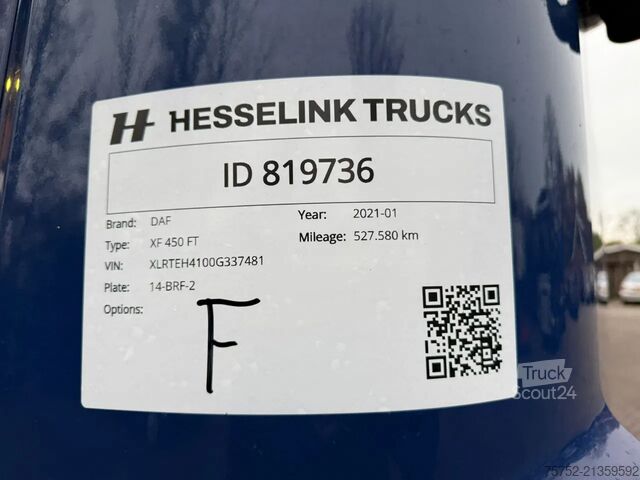 HESSELINK TRUCKS
ID 819736
Brand: DAF
Year: 2021-01
Type: XF 450 FT
Mileage: 527.580 km
VIN: XLRTEH4100G337481
Plate: 14-BRF-2
Options:
F
Truck
Scout24
75752-21359592